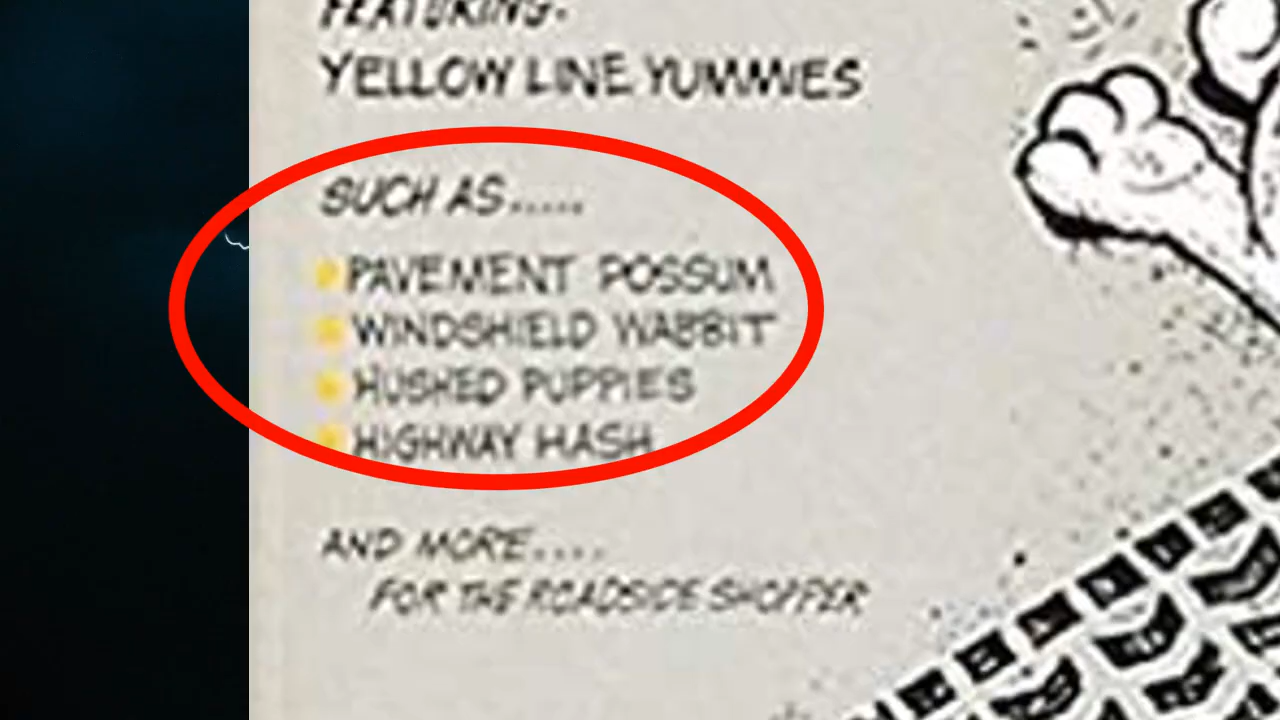 FEATURING-
YELLOW LINE YUMMIES
SUCH AS.....
PAVEMENT POSSUM
WINDSHIELD WABBIT
HUSHED PUPPIES
HIGHWAY HASH
AND MORE....
FOR THE ROADSIDE SHOPPER